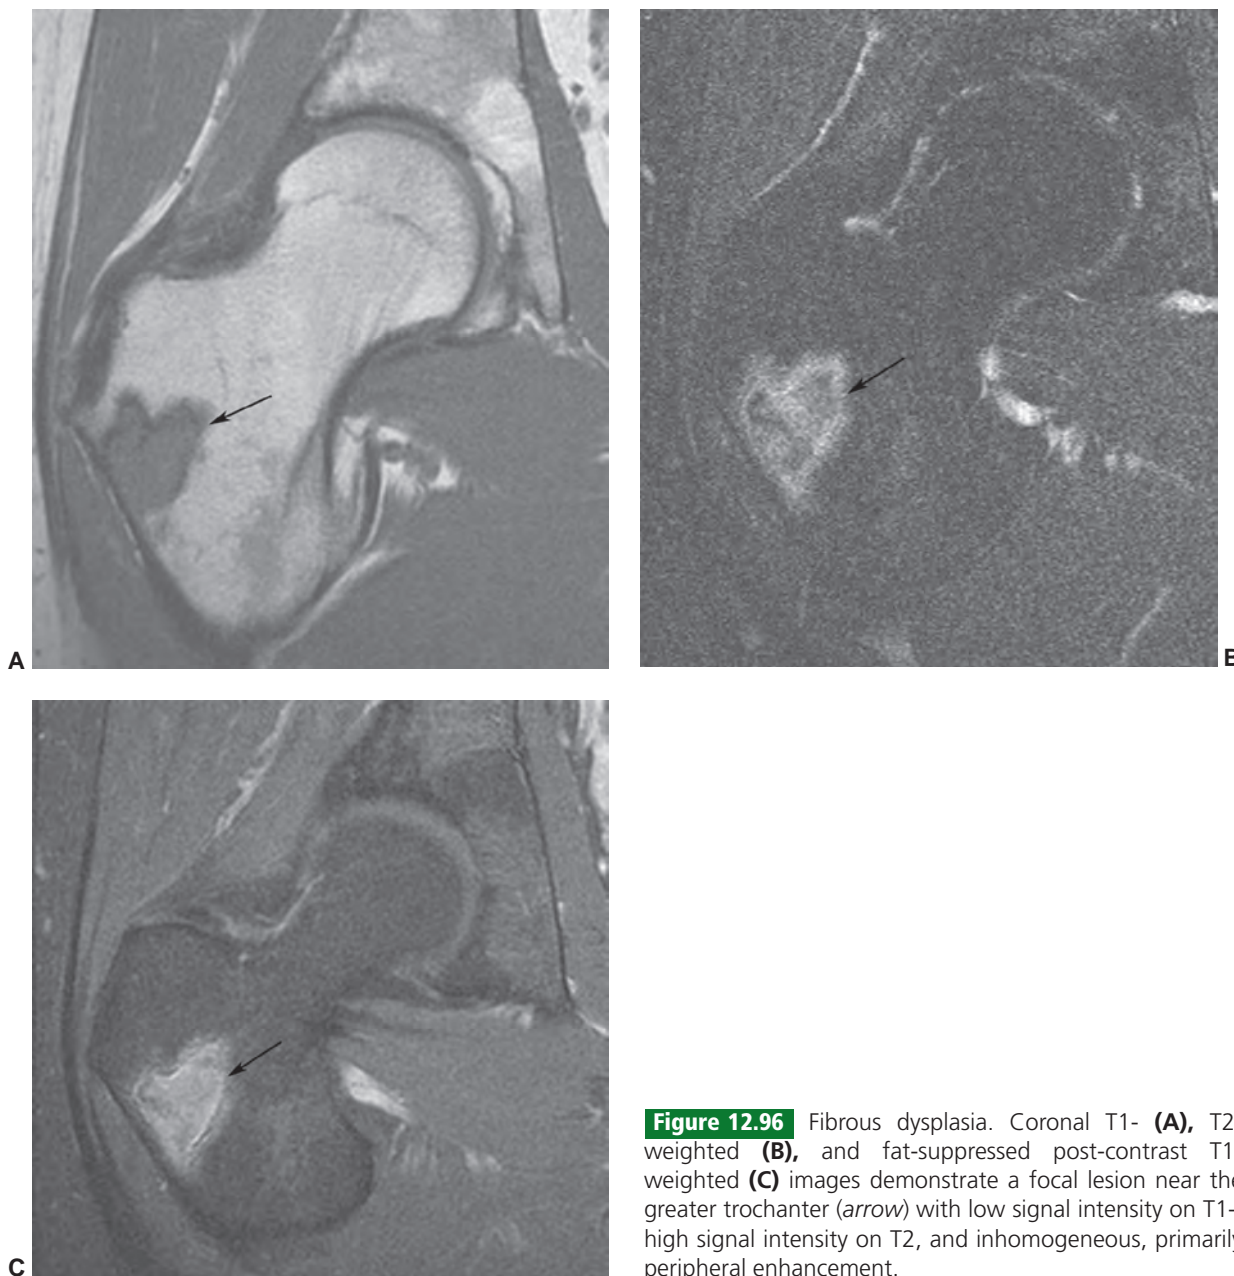 A
B
C
Figure 12.96 Fibrous dysplasia. Coronal T1- (A), T2
weighted (B), and fat-suppressed post-contrast T1
weighted (C) images demonstrate a focal lesion near the
greater trochanter (arrow) with low signal intensity on T1-
high signal intensity on T2, and inhomogeneous, primarily
peripheral enhancement.